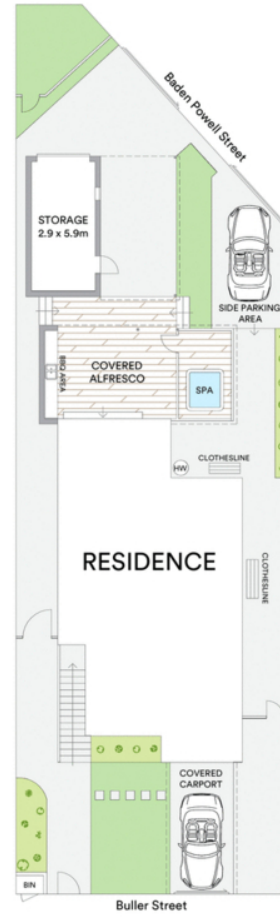 Baden Powell Street
STORAGE
2.9 x 5.9m
SIDE PARKING
AREA
COVERED
ALFRESCO
BBQ AREA
SPA
CLOTHESLINE
HW
RESIDENCE
CLOTHESLINE
COVERED
CARPORT
BIN
Buller Street